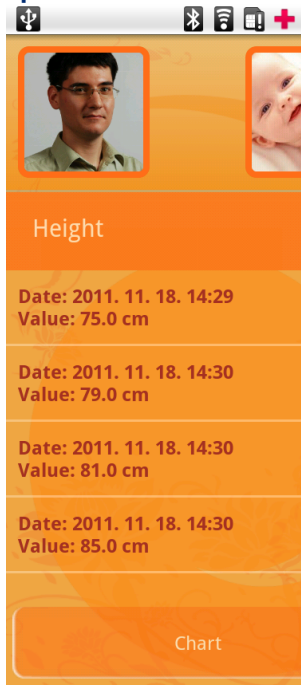 Height
Date: 2011. 11. 18. 14:29
Value: 75.0 cm
Date: 2011. 11. 18. 14:30
Value: 79.0 cm
Date: 2011. 11. 18. 14:30
Value: 81.0 cm
Date: 2011. 11. 18. 14:30
Value: 85.0 cm
Chart